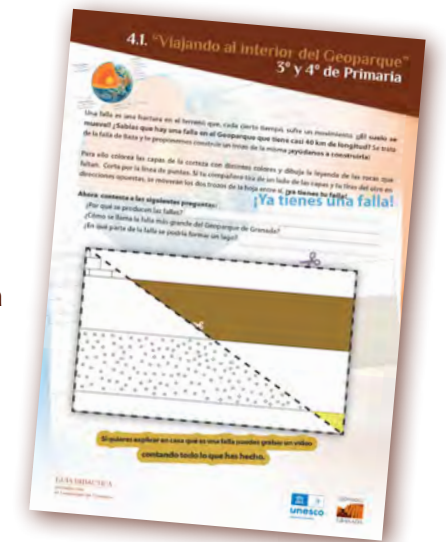 4.1. "Viajando al interior del Geoparque"
3º y 4º de Primaria
Una falla es una fractura en el terreno que, cada cierto tiempo, sufre un movimiento. ¡El suelo se
mueve! ¿Sabías que hay una falla en el Geoparque que tiene casi 40 km de longitud? Se trata
de la falla de Baza y te proponemos construir un trozo de la misma ¡ayúdanos a construirla!
Para ello colorea las capas de la corteza con distintos colores y dibuja la leyenda de las rocas que
faltan. Corta por la línea de puntos. Si tu compañera tira de un lado de las capas y tu tiras del otro en
direcciones opuestas, se moverán los dos trozos de la hoja entre sí, ¡ya tienes tu falla!
¡Ya tienes una falla!
Ahora contesta a las siguientes preguntas:
¿Por qué se producen las fallas?
¿Cómo se llama la falla más grande del Geoparque de Granada?
¿En qué parte de la falla se podría formar un lago?
Si quieres explicar en casa qué es una falla puedes grabar un vídeo
contando todo lo que has hecho.
GUÍA DIDÁCTICA
unesco
GRANADA